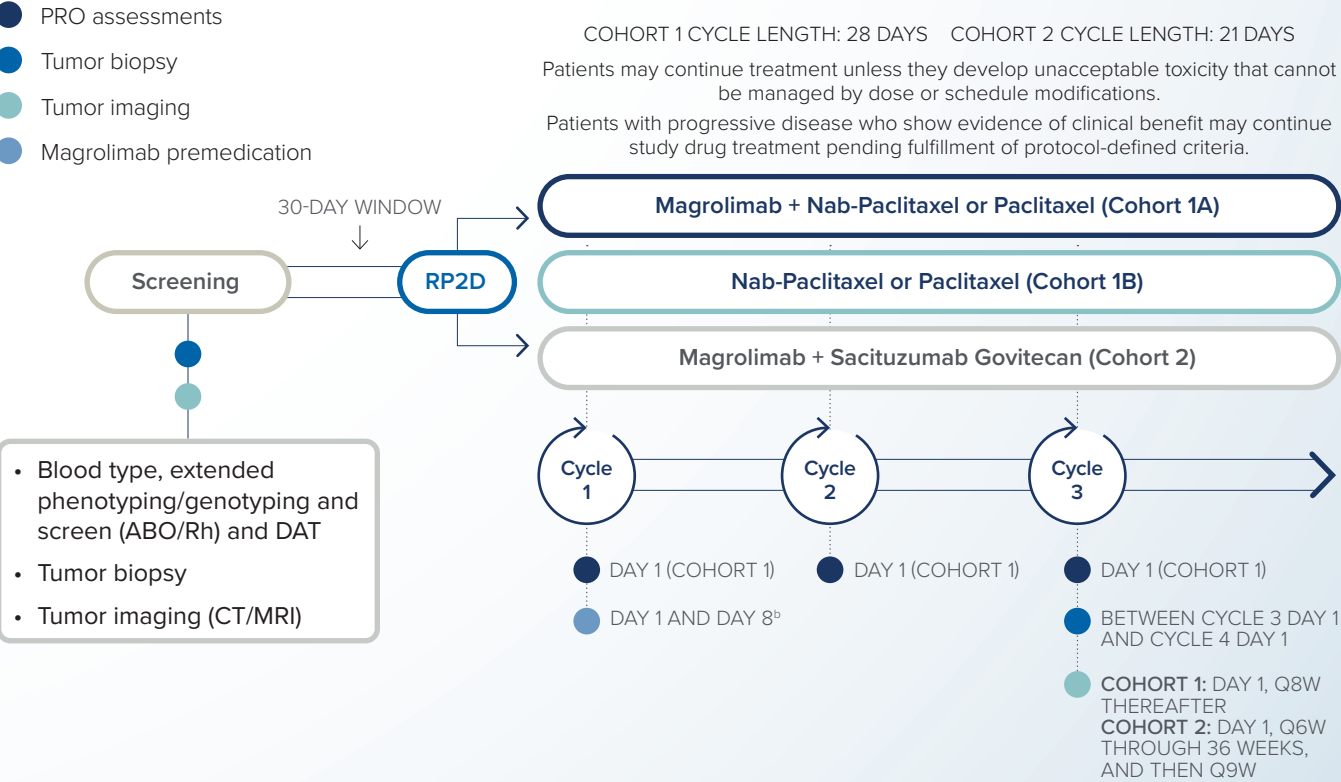 PRO assessments
Tumor biopsy
Tumor imaging
Magrolimab premedication
COHORT 1 CYCLE LENGTH: 28 DAYS COHORT 2 CYCLE LENGTH: 21 DAYS
Patients may continue treatment unless they develop unacceptable toxicity that cannot
be managed by dose or schedule modifications.
Patients with progressive disease who show evidence of clinical benefit may continue
study drug treatment pending fulfillment of protocol-defined criteria.
30-DAY WINDOW
Screening
RP2D
Magrolimab + Nab-Paclitaxel or Paclitaxel (Cohort 1A)
Nab-Paclitaxel or Paclitaxel (Cohort 1B)
Magrolimab + Sacituzumab Govitecan (Cohort 2)
• Blood type, extended
phenotyping/genotyping and
screen (ABO/Rh) and DAT
• Tumor biopsy
• Tumor imaging (CT/MRI)
Cycle
1
Cycle
2
Cycle
3
DAY 1 (COHORT 1)
DAY 1 AND DAY 8ᵇ
DAY 1 (COHORT 1)
DAY 1 (COHORT 1)
BETWEEN CYCLE 3 DAY 1
AND CYCLE 4 DAY 1
COHORT 1: DAY 1, Q8W
THEREAFTER
COHORT 2: DAY 1, Q6W
THROUGH 36 WEEKS,
AND THEN Q9W